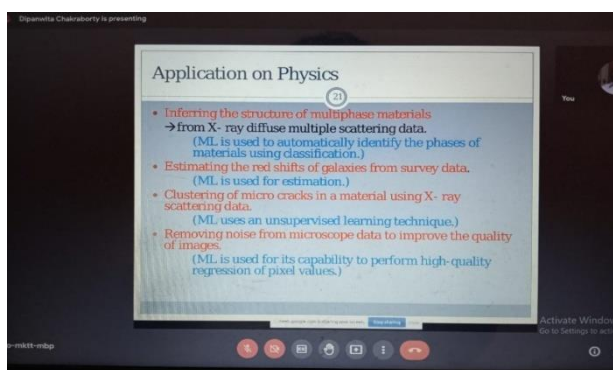 Dipanwita Chakraborty is presenting
Application on Physics
21
You
• Inferring the structure of multiphase materials
→from X- ray diffuse multiple scattering data.
(ML is used to automatically identify the phases of
materials using classification.)
• Estimating the red shifts of galaxies from survey data.
(ML is used for estimation.)
• Clustering of micro cracks in a material using X- ray
scattering data.
(ML uses an unsupervised learning technique.)
• Removing noise from microscope data to improve the quality
of images.
(ML is used for its capability to perform high-quality
regression of pixel values.)
Stop sharing
Activate Window
Go to Settings to acti
o-mktt-mbp